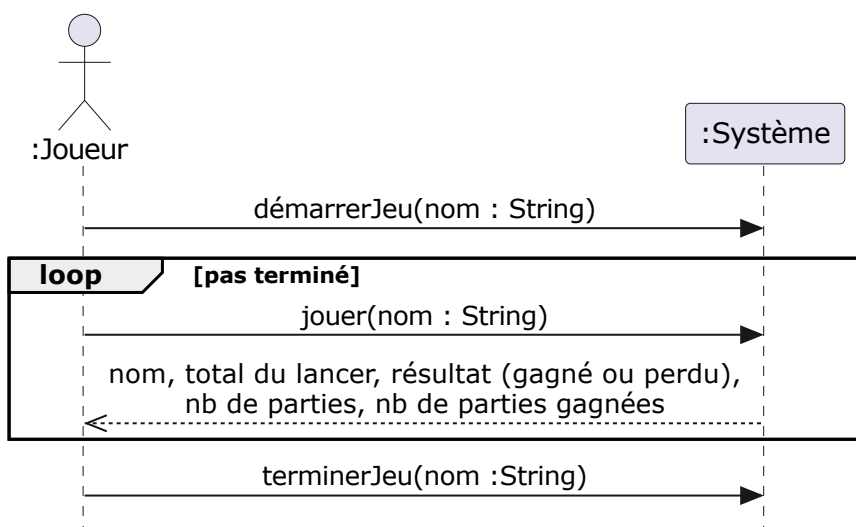 :Joueur
:Système
démarrerJeu(nom : String)
loop [pas terminé]
jouer(nom : String)
nom, total du lancer, résultat (gagné ou perdu),
nb de parties, nb de parties gagnées
terminerJeu(nom :String)